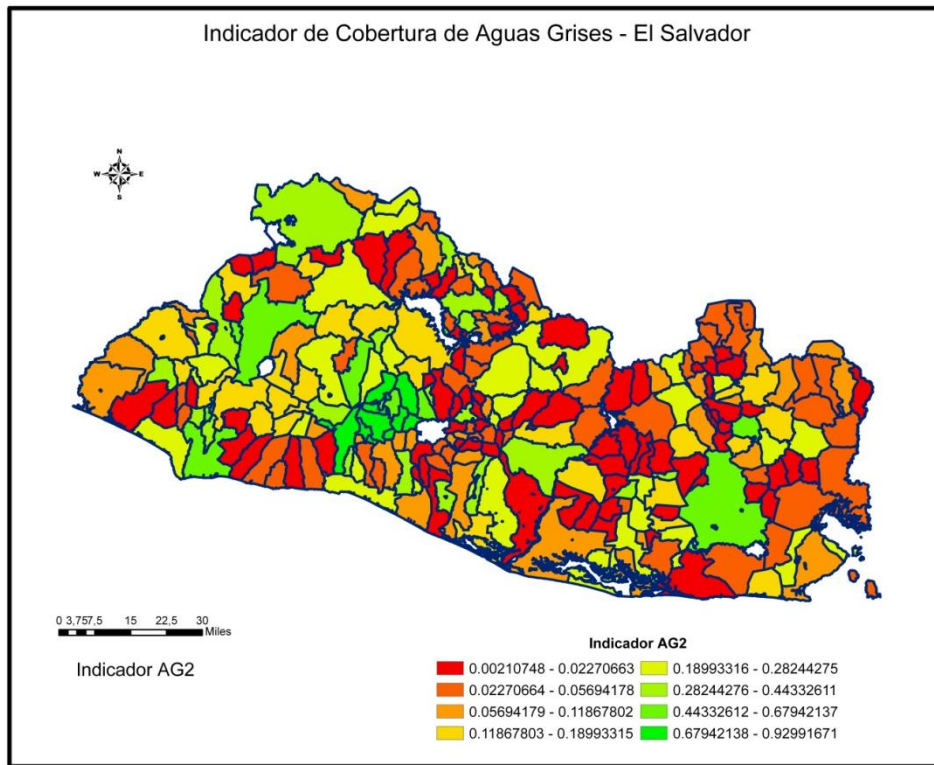 Indicador de Cobertura de Aguas Grises - El Salvador
N
W E
S
0 3,757,5 15 22,5 30
Miles
Indicador AG2
Indicador AG2
0.00210748 - 0.02270663
0.02270664 - 0.05694178
0.05694179 - 0.11867802
0.11867803 - 0.18993315
0.18993316 - 0.28244275
0.28244276 - 0.44332611
0.44332612 - 0.67942137
0.67942138 - 0.92991671